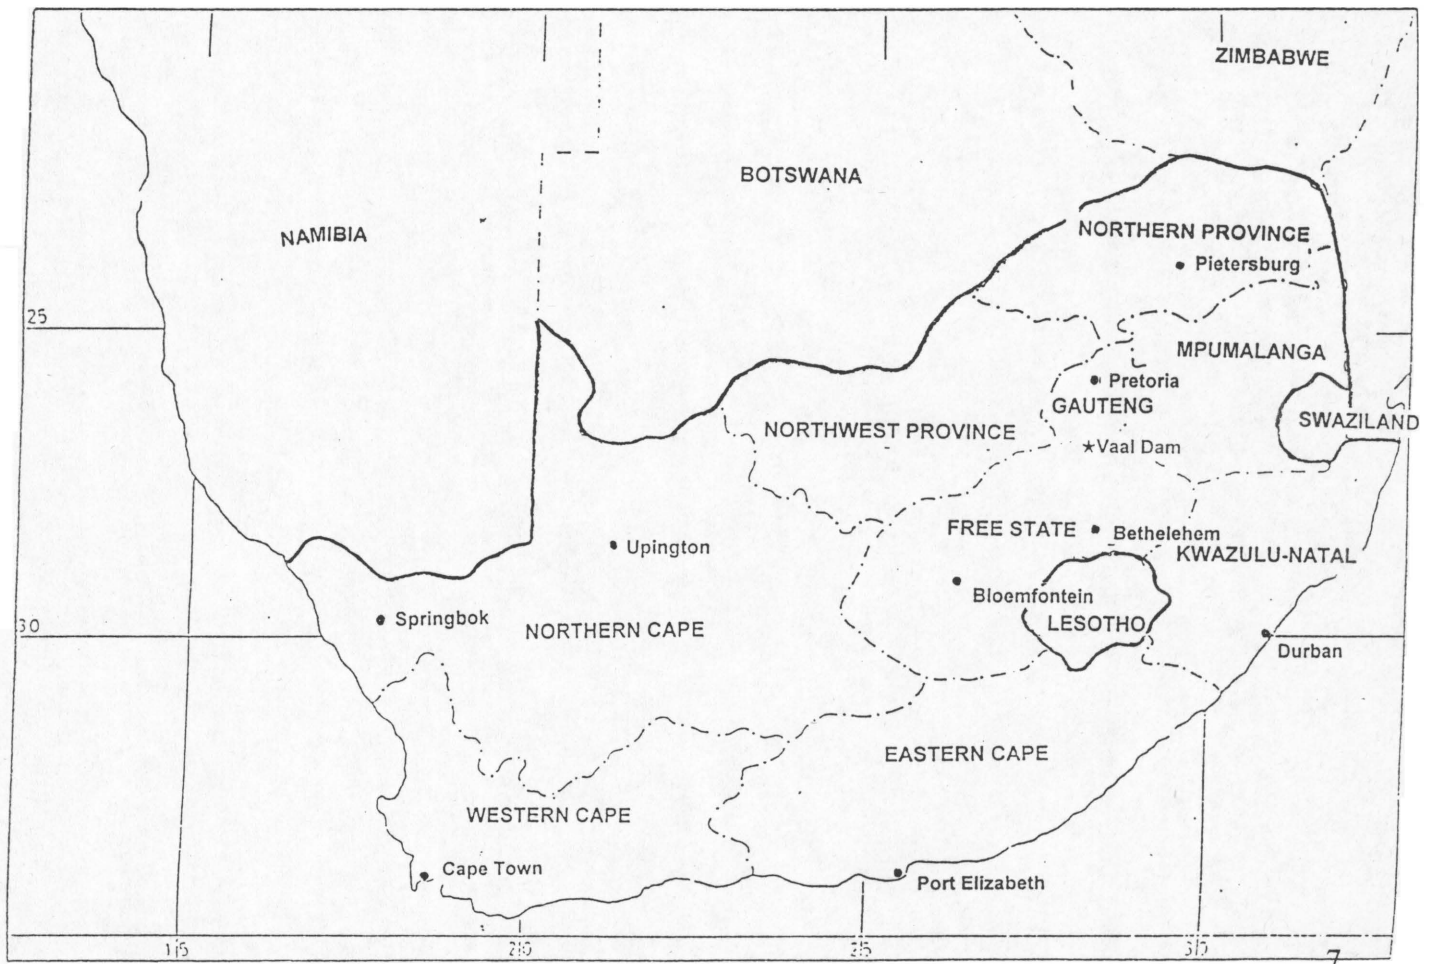 ZIMBABWE
BOTSWANA
NAMIBIA
NORTHERN PROVINCE
Pietersburg
25
MPUMALANGA
Pretoria
GAUTENG
SWAZILAND
NORTHWEST PROVINCE
Vaal Dam
FREE STATE
Bethelehem
Upington
KWAZULU-NATAL
Bloemfontein
Springbok
LESOTHO
30
NORTHERN CAPE
Durban
EASTERN CAPE
WESTERN CAPE
Cape Town
Port Elizabeth
15
20
25
30
7